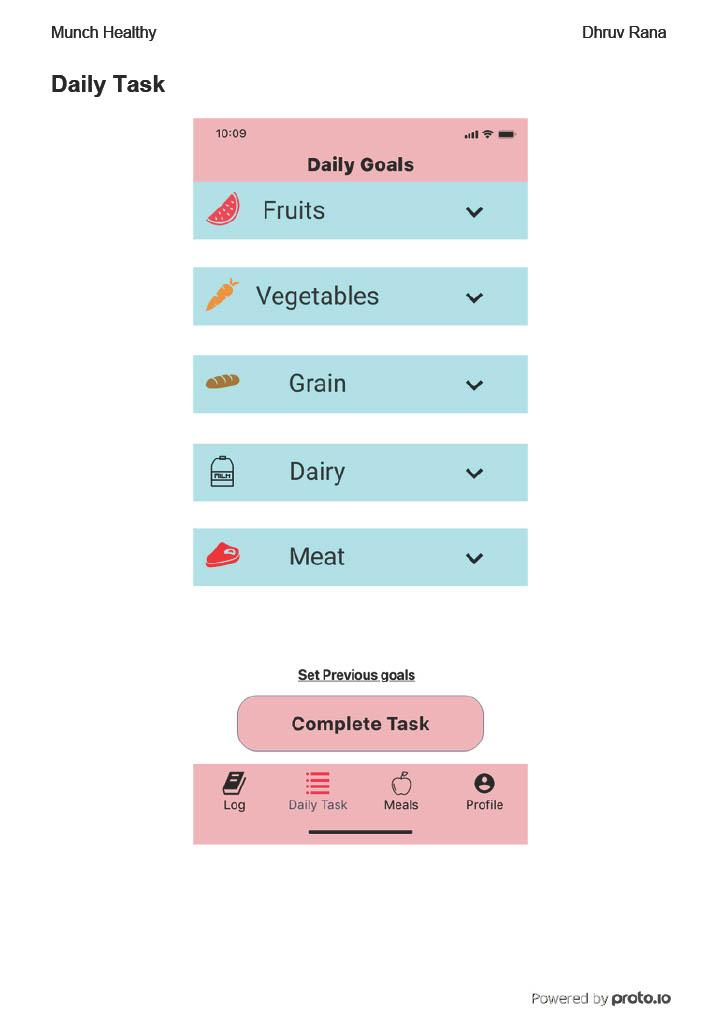 Munch Healthy Dhruv Rana
Daily Task
10:09
Daily Goals
Fruits
Vegetables
Grain
MILK
Dairy
Meat
Set Previous goals
Complete Task
Log Daily Task Meals Profile
Powered by proto.io